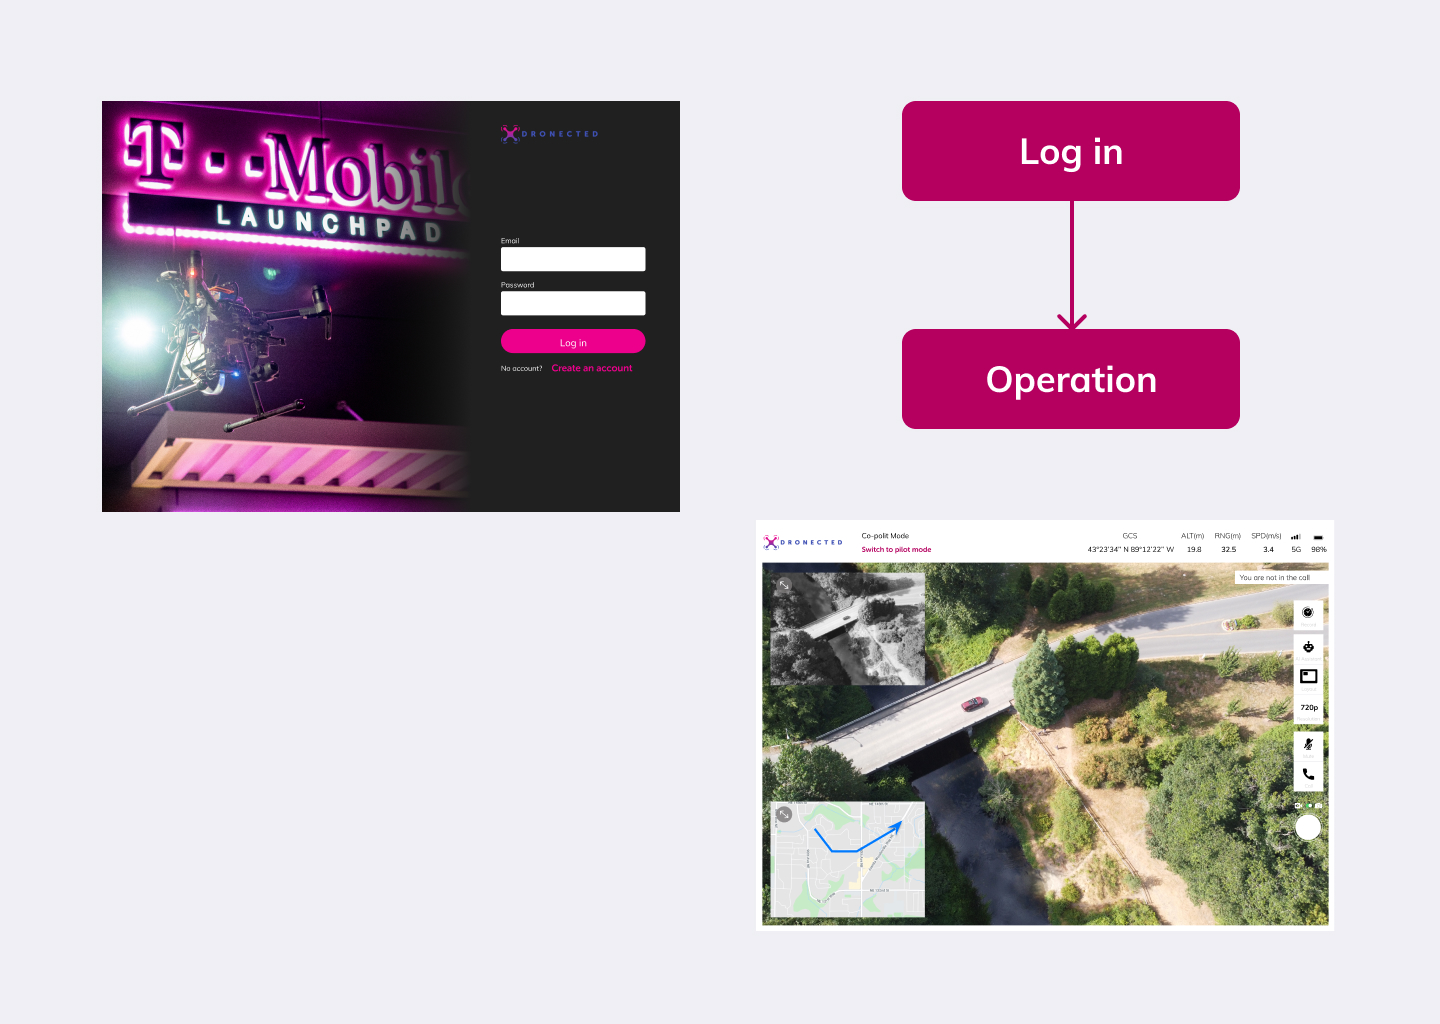 T··Mobile
LAUNCHPAD
DRONECTED
Email
Password
Log in
No account? Create an account
Log in
Operation
DRONECTED
Co-polit Mode
Switch to pilot mode
GCS ALT(m) RNG(m) SPD(m/s)
43°23'34" N 89°12'22" W 19.8 32.5 3.4 5G 98%
You are not in the call
720p